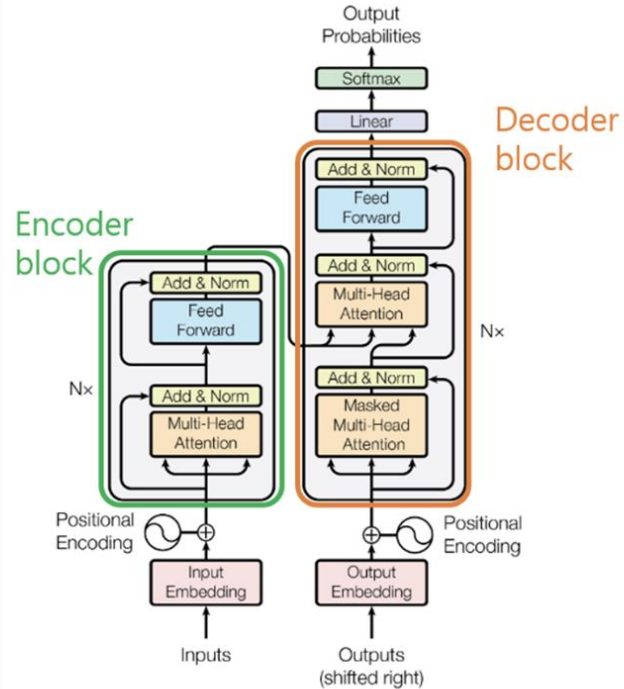 Output
Probabilities
Softmax
Linear
Decoder
block
Add & Norm
Feed
Forward
Add & Norm
Multi-Head
Attention
Nx
Add & Norm
Masked
Multi-Head
Attention
Encoder
block
Add & Norm
Feed
Forward
Nx
Add & Norm
Multi-Head
Attention
Positional
Encoding
Positional
Encoding
Input
Embedding
Output
Embedding
Inputs
Outputs
(shifted right)